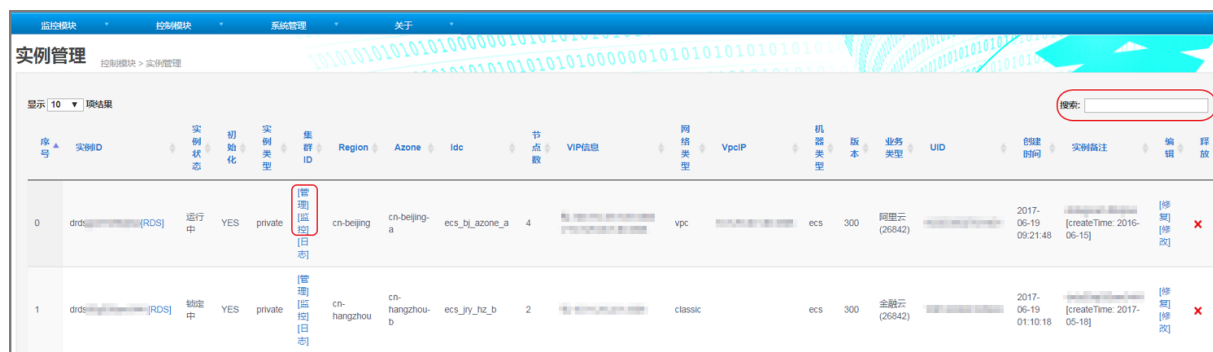 监控模块 控制模块 系统管理 关于
实例管理 控制模块 > 实例管理
显示 10 项结果 搜索:
序号 实例ID 实例状态 初始化 实例类型 集群ID Region Azone Idc 节点数 VIP信息 网络类型 VpcIP 机器类型 版本 业务类型 UID 创建时间 实例备注 编辑 释放
0 drds [RDS] 运行中 YES private [管理][监控][日志] cn-beijing cn-beijing-a ecs_bj_azone_a 4 vpc ecs 300 阿里云(26842) 2017-06-19 09:21:48 [createTime: 2016-06-15] [修复][修改]
1 drds [RDS] 锁定中 YES private [管理][监控][日志] cn-hangzhou cn-hangzhou-b ecs_jry_hz_b 2 classic ecs 300 金融云(26842) 2017-06-19 01:10:18 [createTime: 2017-05-18] [修复][修改]